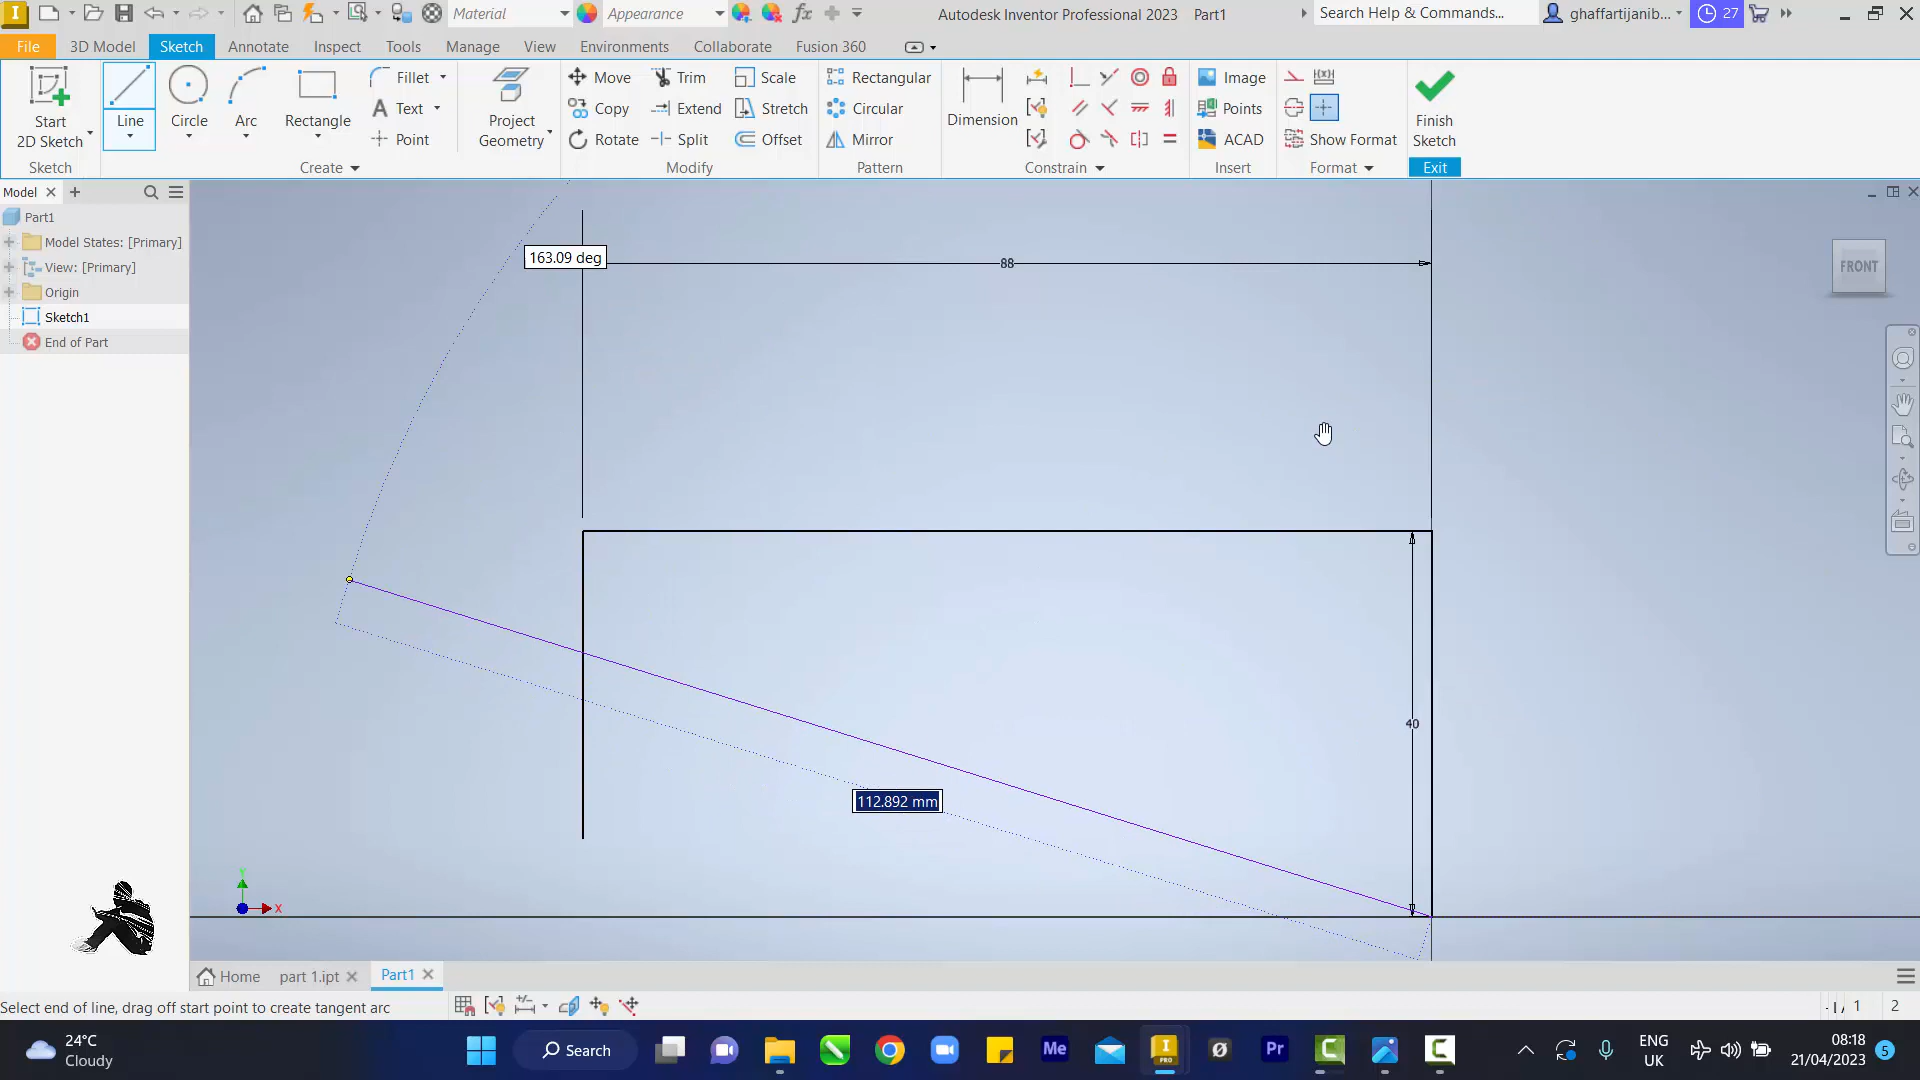 Material
Appearance
Autodesk Inventor Professional 2023 Part1
Search Help & Commands...
ghaffartijanib...
27
File
3D Model
Sketch
Annotate
Inspect
Tools
Manage
View
Environments
Collaborate
Fusion 360
Start
2D Sketch
Line
Circle
Arc
Rectangle
Fillet
Text
Point
Project
Geometry
Move
Copy
Rotate
Trim
Extend
Split
Scale
Stretch
Offset
Rectangular
Circular
Mirror
Dimension
Image
Points
ACAD
Show Format
Finish
Sketch
Sketch
Create
Modify
Pattern
Constrain
Insert
Format
Exit
Model
Part1
Model States: [Primary]
View: [Primary]
Origin
Sketch1
End of Part
163.09 deg
88
FRONT
40
112.892 mm
Y
X
Home
part 1.ipt
Part1
Select end of line, drag off start point to create tangent arc
1
2
24°C
Cloudy
Search
Me
PRO
Pr
ENG
UK
08:18
21/04/2023
5